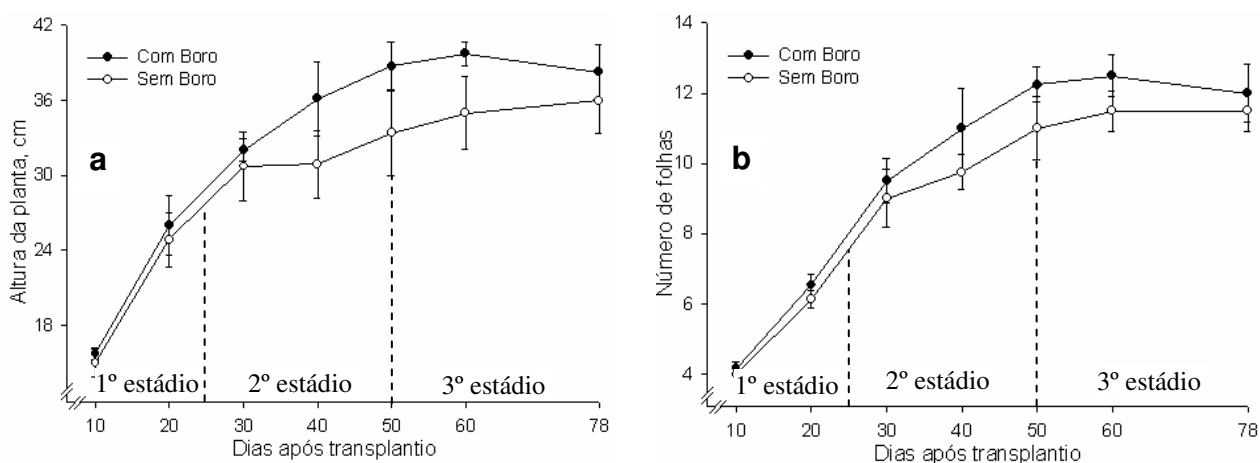 42
36
30
24
18
Altura da planta, cm
Com Boro
Sem Boro
a
1º estádio
2º estádio
3º estádio
10 20 30 40 50 60 78
Dias após transplantio
14
12
10
8
6
4
Número de folhas
Com Boro
Sem Boro
b
1º estádio
2º estádio
3º estádio
10 20 30 40 50 60 78
Dias após transplantio